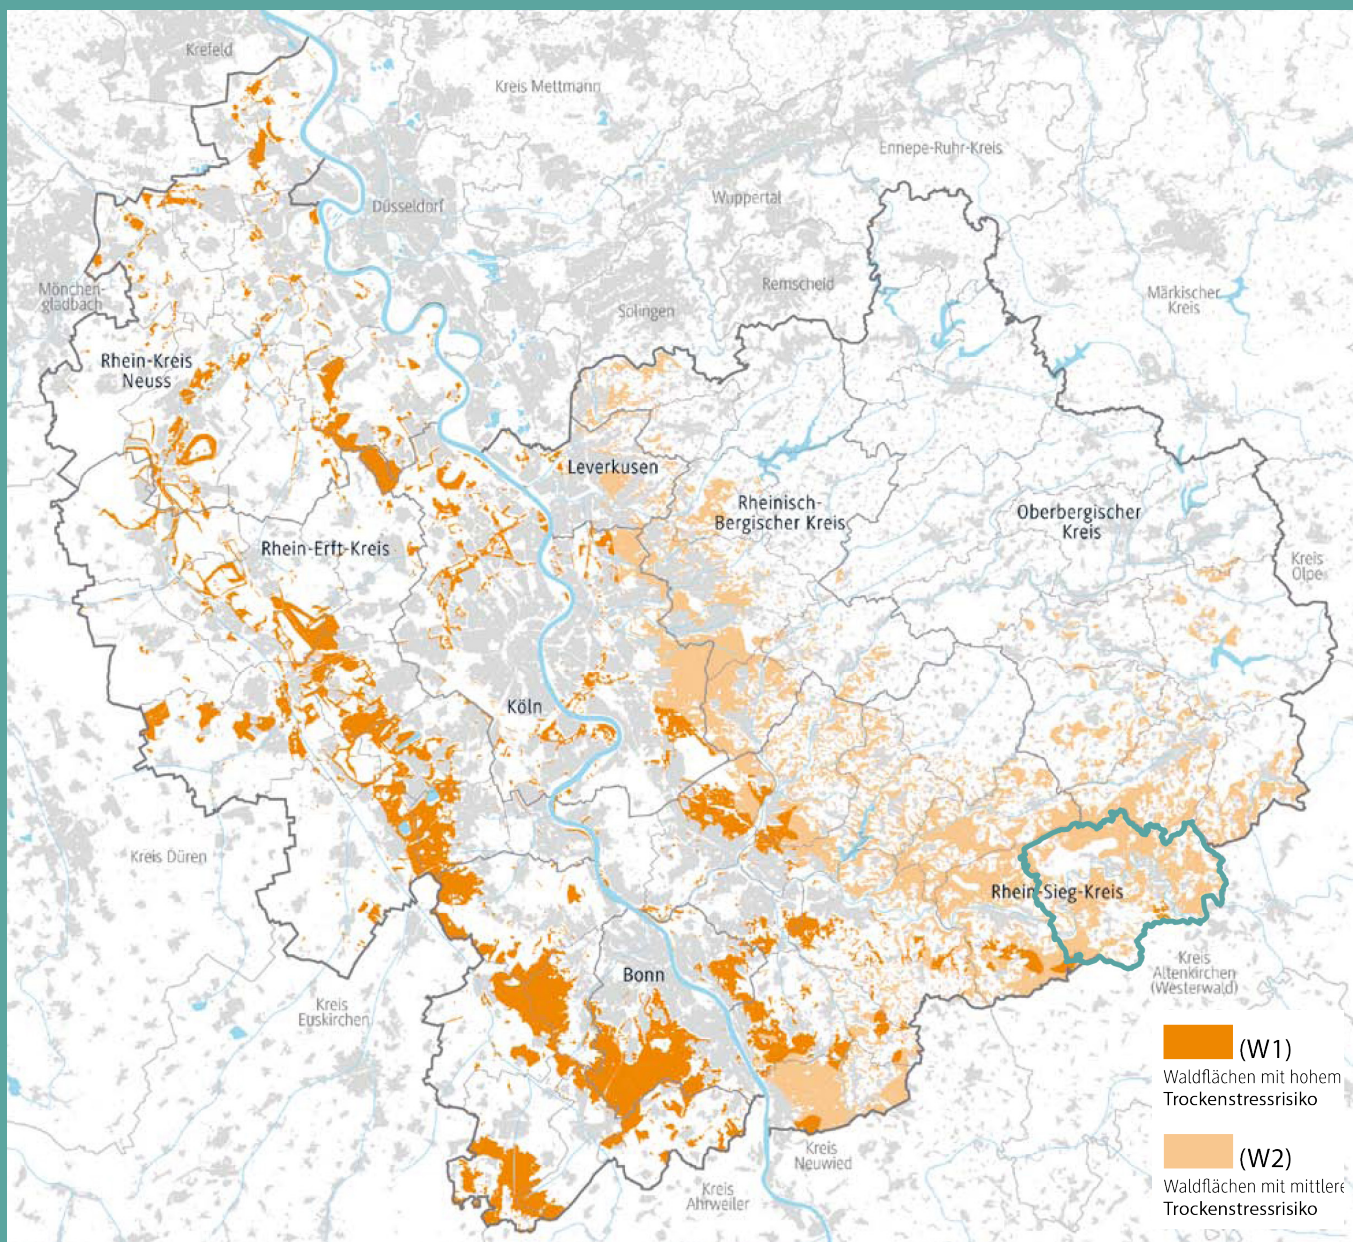 Krefeld
Kreis Mettmann
Ennepe-Ruhr-Kreis
Wuppertal
Düsseldorf
Mönchen-
gladbach
Remscheid
Solingen
Märkischer
Kreis
Rhein-Kreis
Neuss
Leverkusen
Rheinisch-
Bergischer Kreis
Oberbergischer
Kreis
Rhein-Erft-Kreis
Kreis
Olpe
Köln
Kreis Düren
Rhein-Sieg-Kreis
Bonn
Kreis
Altenkirchen
(Westerwald)
Kreis
Euskirchen
Kreis
Neuwied
Kreis
Ahrweiler
(W1)
Waldflächen mit hohem
Trockenstressrisiko
(W2)
Waldflächen mit mittlere
Trockenstressrisiko